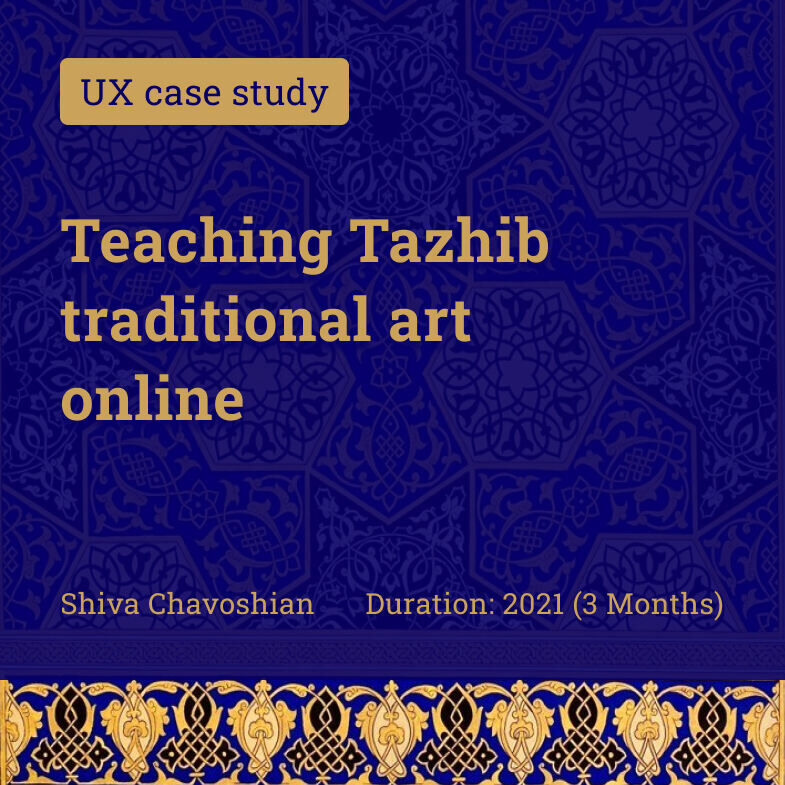 UX case study
Teaching Tazhib
traditional art
online
Shiva Chavoshian
Duration: 2021 (3 Months)